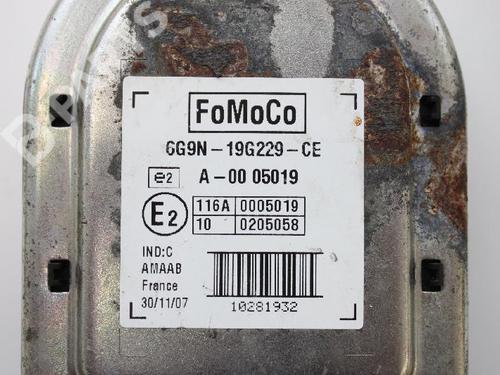 FoMoCo
6G9N-19G229-CE
e2 A-00 05019
E2 116A 0005019
10 0205058
IND:C
AMAAB
France
30/11/07
10281932